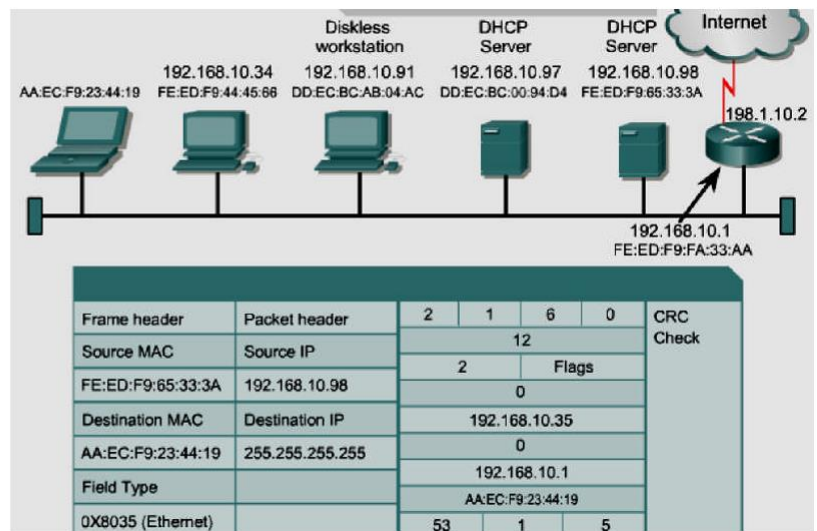 Diskless
workstation
DHCP
Server
DHCP
Server
Internet
192.168.10.34
192.168.10.91
192.168.10.97
192.168.10.98
AA:EC:F9:23:44:19
FE:ED:F9:44:45:66
DD:EC:BC:AB:04:AC
DD:EC:BC:00:94:D4
FE:ED:F9:65:33:3A
198.1.10.2
192.168.10.1
FE:ED:F9:FA:33:AA
Frame header
Packet header
2 1 6 0
CRC
Check
12
Source MAC
Source IP
2 Flags
FE:ED:F9:65:33:3A
192.168.10.98
0
Destination MAC
Destination IP
192.168.10.35
AA:EC:F9:23:44:19
255.255.255.255
0
192.168.10.1
Field Type
AA:EC:F9:23:44:19
0X8035 (Ethernet)
53 1 5